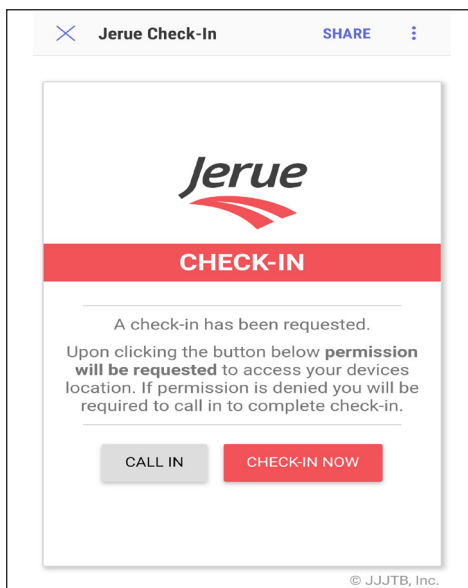 Jerue Check-In SHARE
Jerue
CHECK-IN
A check-in has been requested.
Upon clicking the button below permission
will be requested to access your devices
location. If permission is denied you will be
required to call in to complete check-in.
CALL IN CHECK-IN NOW
© JJJTB, Inc.